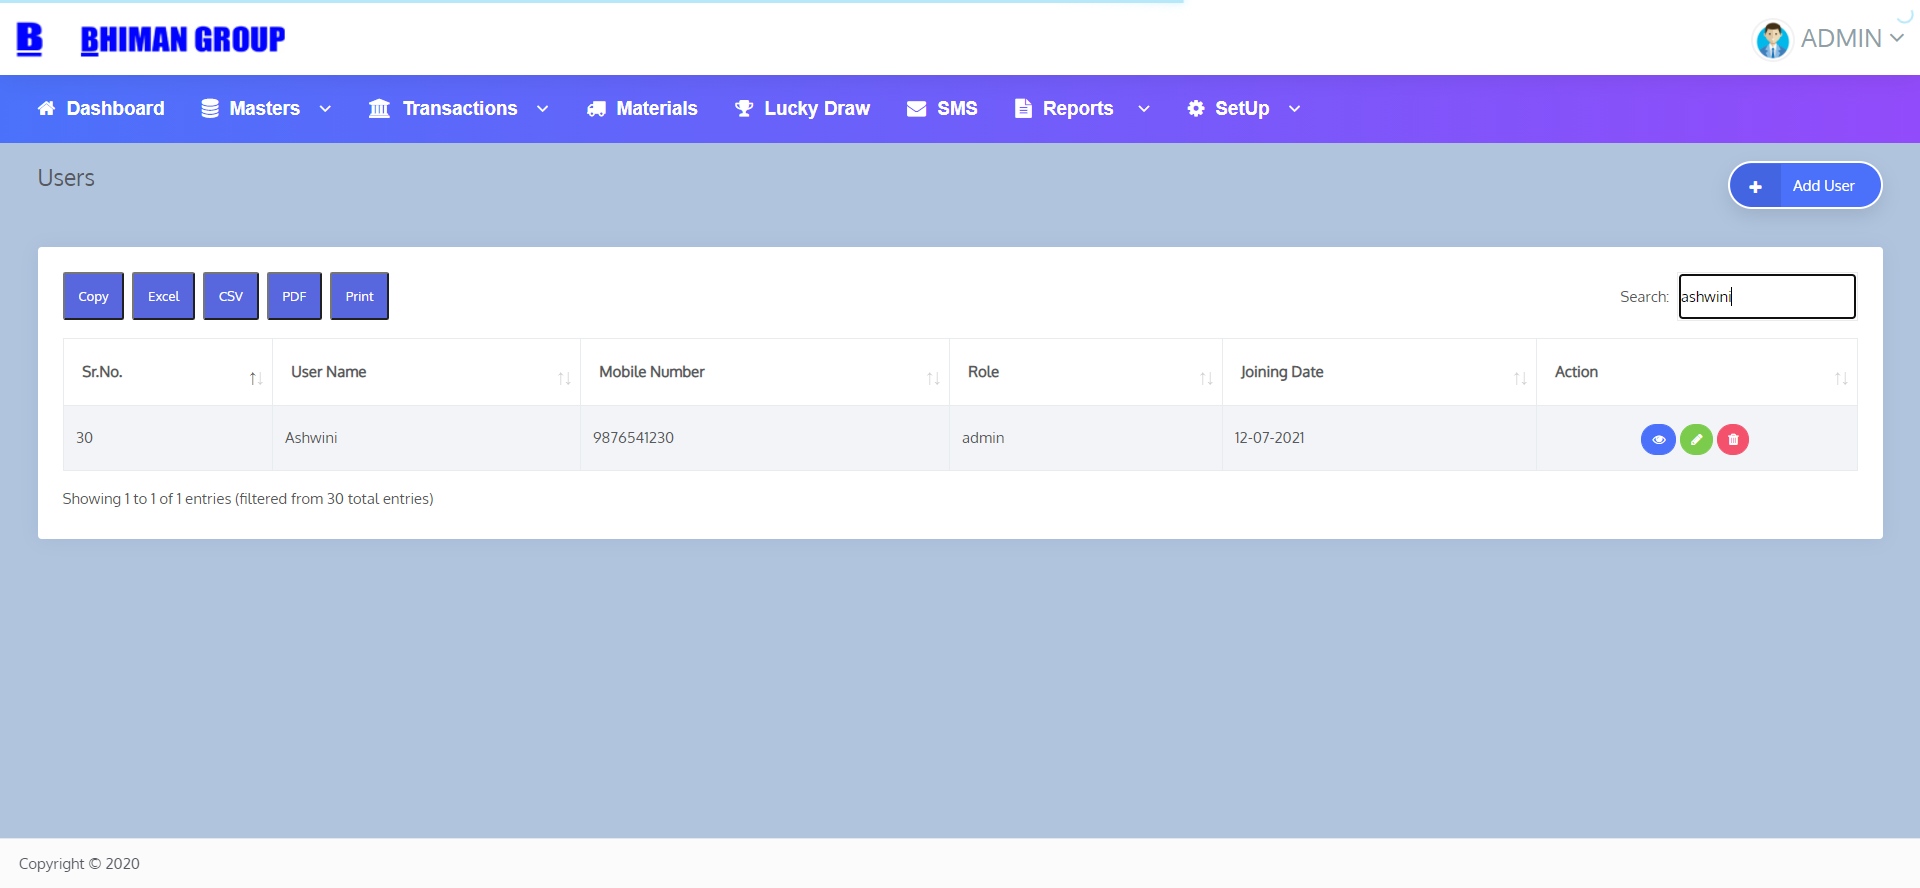 B BHIMAN GROUP
ADMIN
Dashboard Masters Transactions Materials Lucky Draw SMS Reports SetUp
Users
Add User
Copy Excel CSV PDF Print
Search: ashwini
Sr.No. User Name Mobile Number Role Joining Date Action
30 Ashwini 9876541230 admin 12-07-2021
Showing 1 to 1 of 1 entries (filtered from 30 total entries)
Copyright © 2020